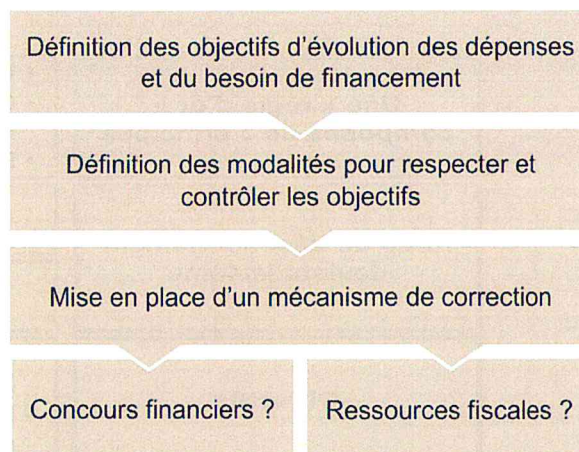 Définition des objectifs d'évolution des dépenses
et du besoin de financement
Définition des modalités pour respecter et
contrôler les objectifs
Mise en place d'un mécanisme de correction
Concours financiers ?
Ressources fiscales ?